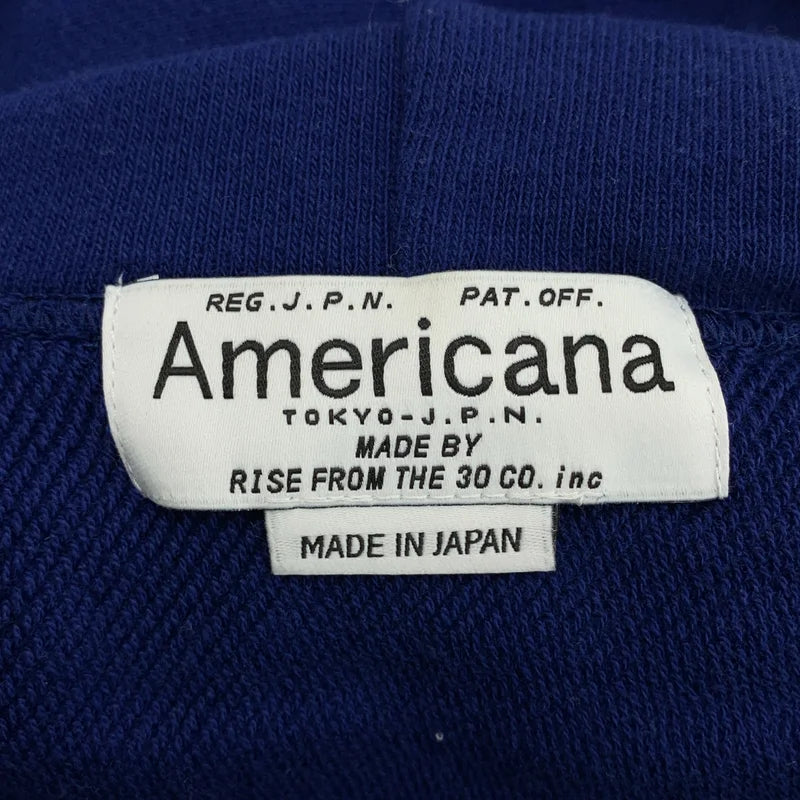 REG.J.P.N. PAT.OFF.
Americana
TOKYO-J.P.N.
MADE BY
RISE FROM THE 30 CO. inc
MADE IN JAPAN